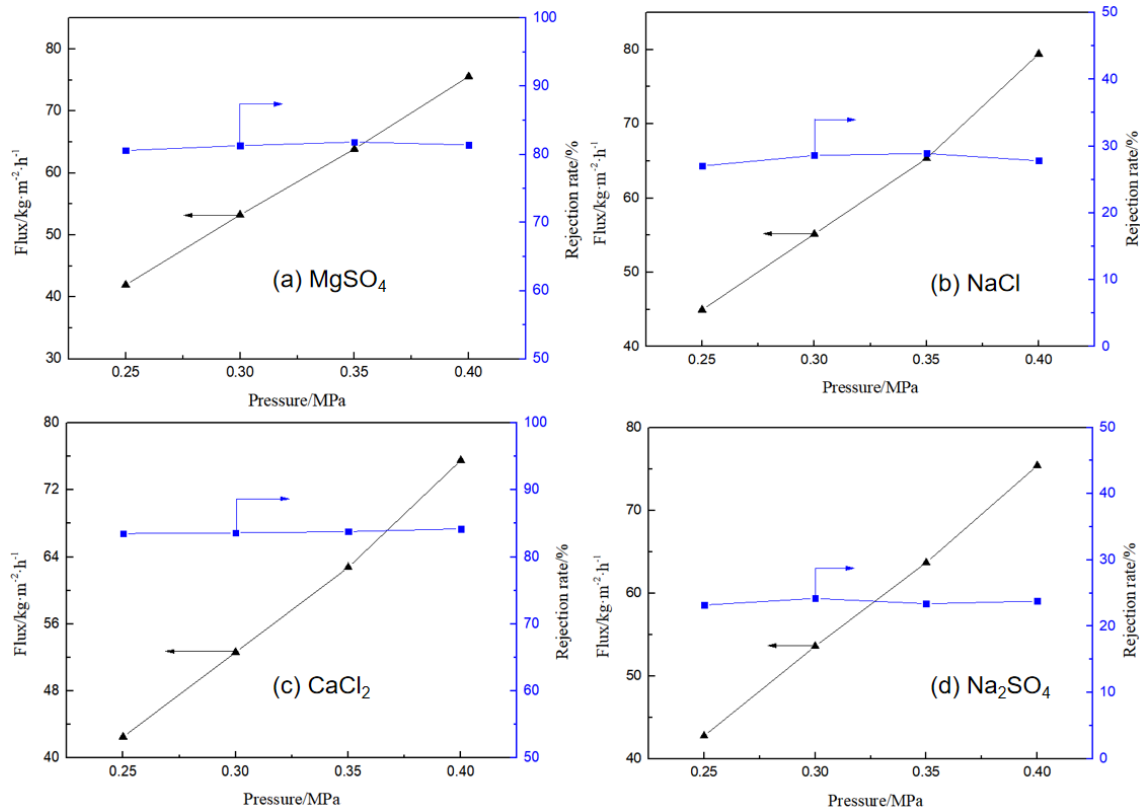 Flux/kg·m⁻²·h⁻¹
80
70
60
50
40
30
100
90
80
70
60
50
Rejection rate/%
(a) MgSO₄
0.25 0.30 0.35 0.40
Pressure/MPa
Flux/kg·m⁻²·h⁻¹
80
70
60
50
40
50
40
30
20
10
0
Rejection rate/%
(b) NaCl
0.25 0.30 0.35 0.40
Pressure/MPa
Flux/kg·m⁻²·h⁻¹
80
72
64
56
48
40
100
90
80
70
60
50
Rejection rate/%
(c) CaCl₂
0.25 0.30 0.35 0.40
Pressure/MPa
Flux/kg·m⁻²·h⁻¹
80
70
60
50
40
50
40
30
20
10
0
Rejection rate/%
(d) Na₂SO₄
0.25 0.30 0.35 0.40
Pressure/MPa